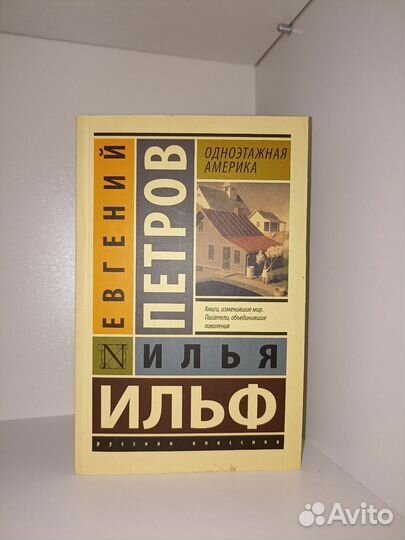 ЕВГЕНИЙ
ПЕТРОВ
ОДНОЭТАЖНАЯ
АМЕРИКА
Книги, изменившие мир.
Писатели, объединившие
поколения
N
ИЛЬЯ
ИЛЬФ
русская классика
Avito